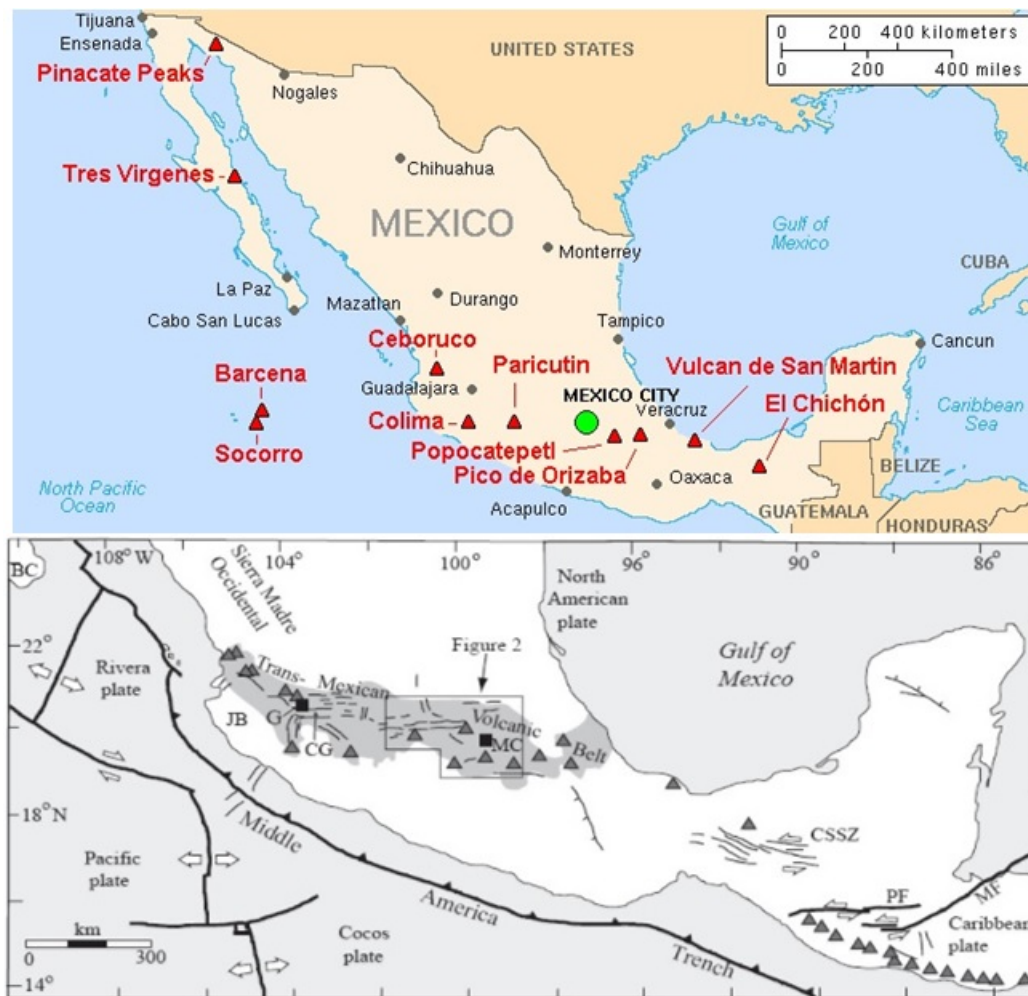 Tijuana
Ensenada
Pinacate Peaks
Nogales
UNITED STATES
0 200 400 kilometers
0 200 400 miles
Tres Virgenes
Chihuahua
MEXICO
Monterrey
Gulf of
Mexico
CUBA
La Paz
Cabo San Lucas
Mazatlan
Durango
Tampico
Cancun
Ceboruco
Guadalajara
Paricutin
MEXICO CITY
Vulcan de San Martin
Veracruz
El Chichón
Caribbean
Sea
Barcena
Socorro
Colima
Popocatepetl
Pico de Orizaba
Oaxaca
Acapulco
BELIZE
GUATEMALA
HONDURAS
North Pacific
Ocean
108° W
104
100
96
90
86
BC
Sierra Madre
Occidental
North
American
plate
22°
Figure 2
Gulf of
Mexico
Rivera
plate
Trans-Mexican
Volcanic
Belt
JB
G
CG
MC
18°N
Middle
America
Trench
CSSZ
Pacific
plate
PF
MF
Caribbean
plate
km
0 300
Cocos
plate
14°